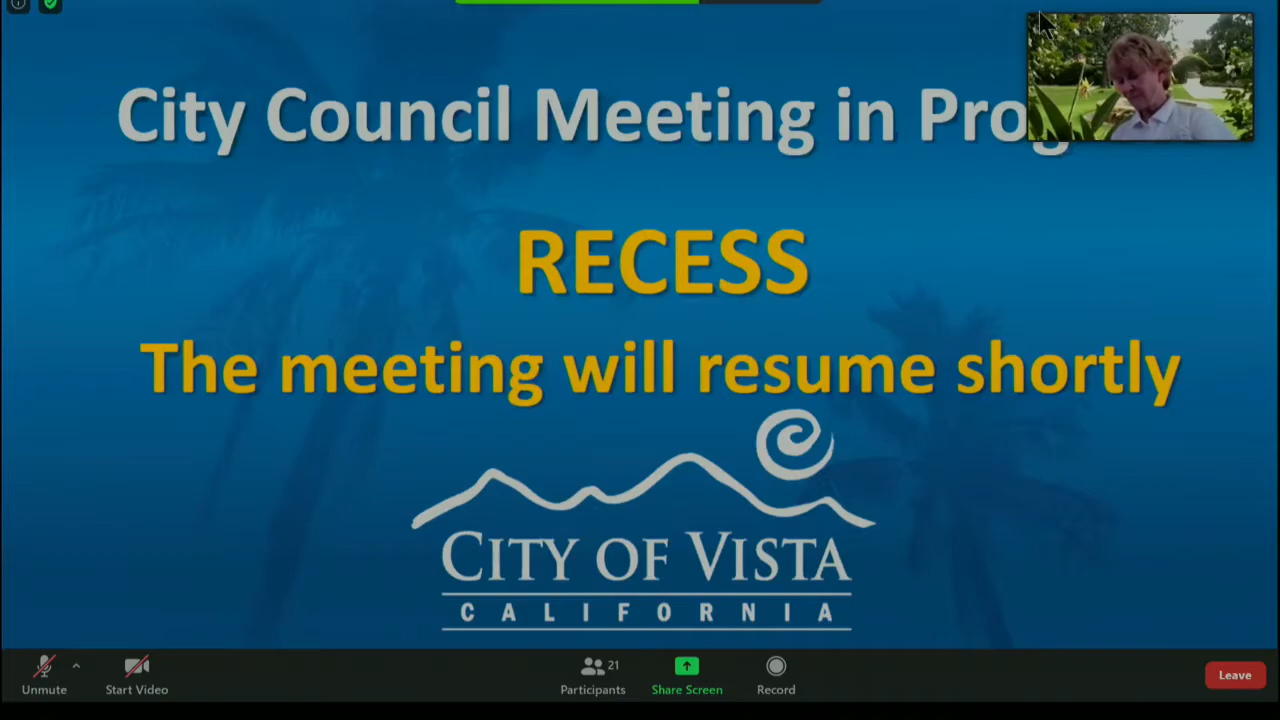 City Council Meeting in Prog
RECESS
The meeting will resume shortly
CITY OF VISTA
CALIFORNIA
Unmute
Start Video
21
Participants
Share Screen
Record
Leave